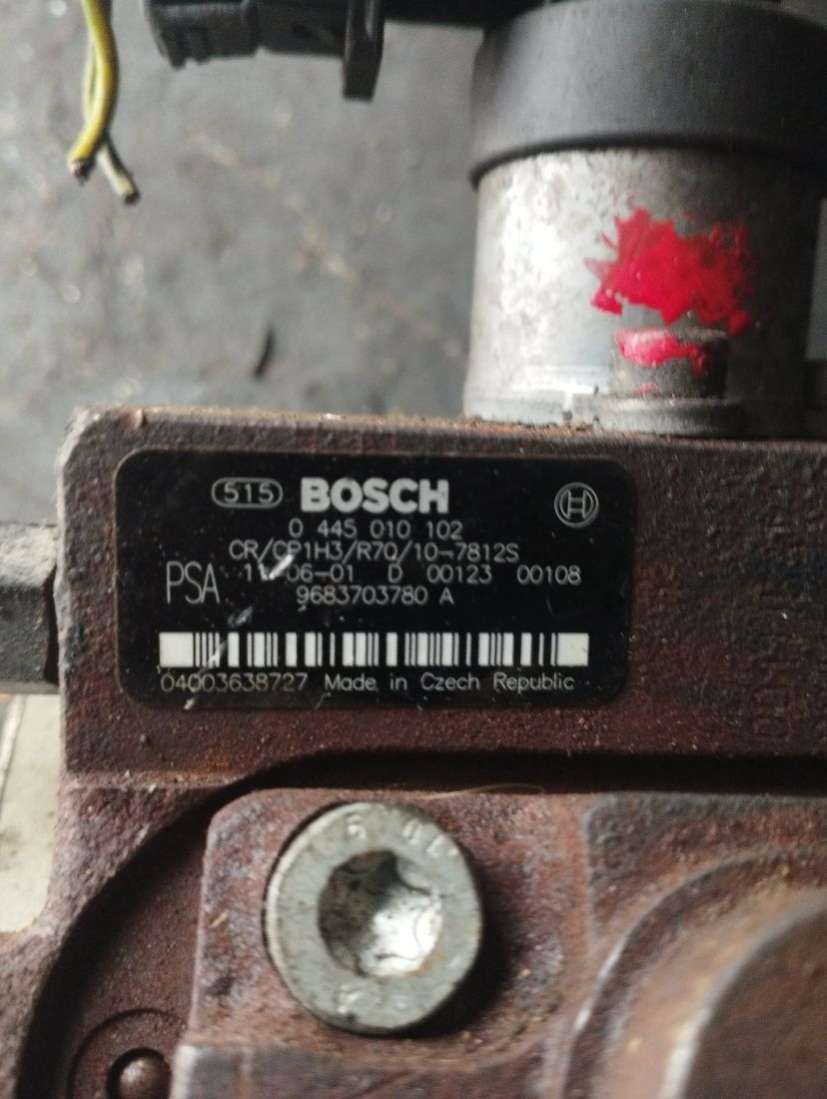 515 BOSCH
0 445 010 102
CR/CP1H3/R70/10-7812S
PSA 11-06-01 D 00123 00108
9683703780 A
04003638727 Made in Czech Republic